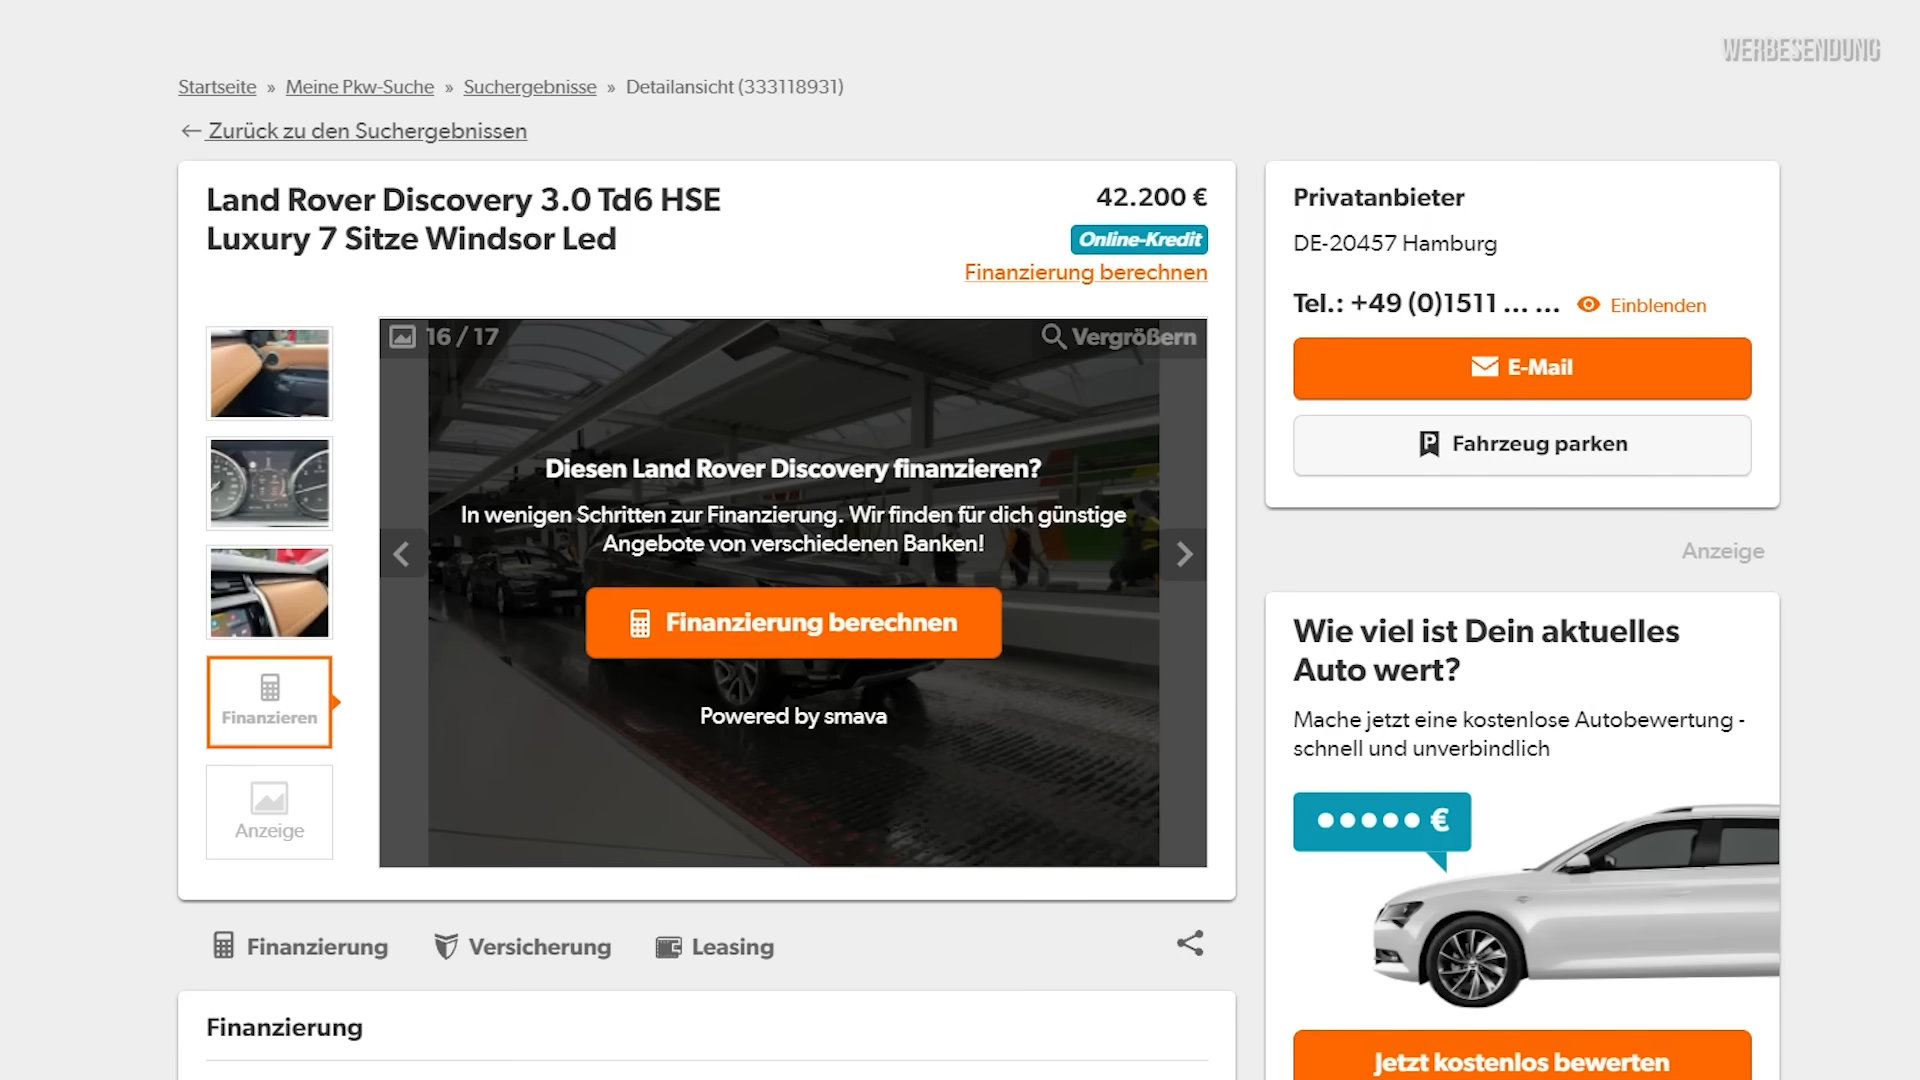 WERBESENDUNG
Startseite » Meine Pkw-Suche » Suchergebnisse » Detailansicht (333118931)
← Zurück zu den Suchergebnissen
Land Rover Discovery 3.0 Td6 HSE
Luxury 7 Sitze Windsor Led
42.200 €
Online-Kredit
Finanzierung berechnen
16 / 17
Vergrößern
Diesen Land Rover Discovery finanzieren?
In wenigen Schritten zur Finanzierung. Wir finden für dich günstige
Angebote von verschiedenen Banken!
Finanzierung berechnen
Powered by smava
Finanzieren
Anzeige
Finanzierung
Versicherung
Leasing
Finanzierung
Privatanbieter
DE-20457 Hamburg
Tel.: +49 (0)1511 ... ...
Einblenden
E-Mail
Fahrzeug parken
Anzeige
Wie viel ist Dein aktuelles
Auto wert?
Mache jetzt eine kostenlose Autobewertung -
schnell und unverbindlich
●●●●● €
Jetzt kostenlos bewerten